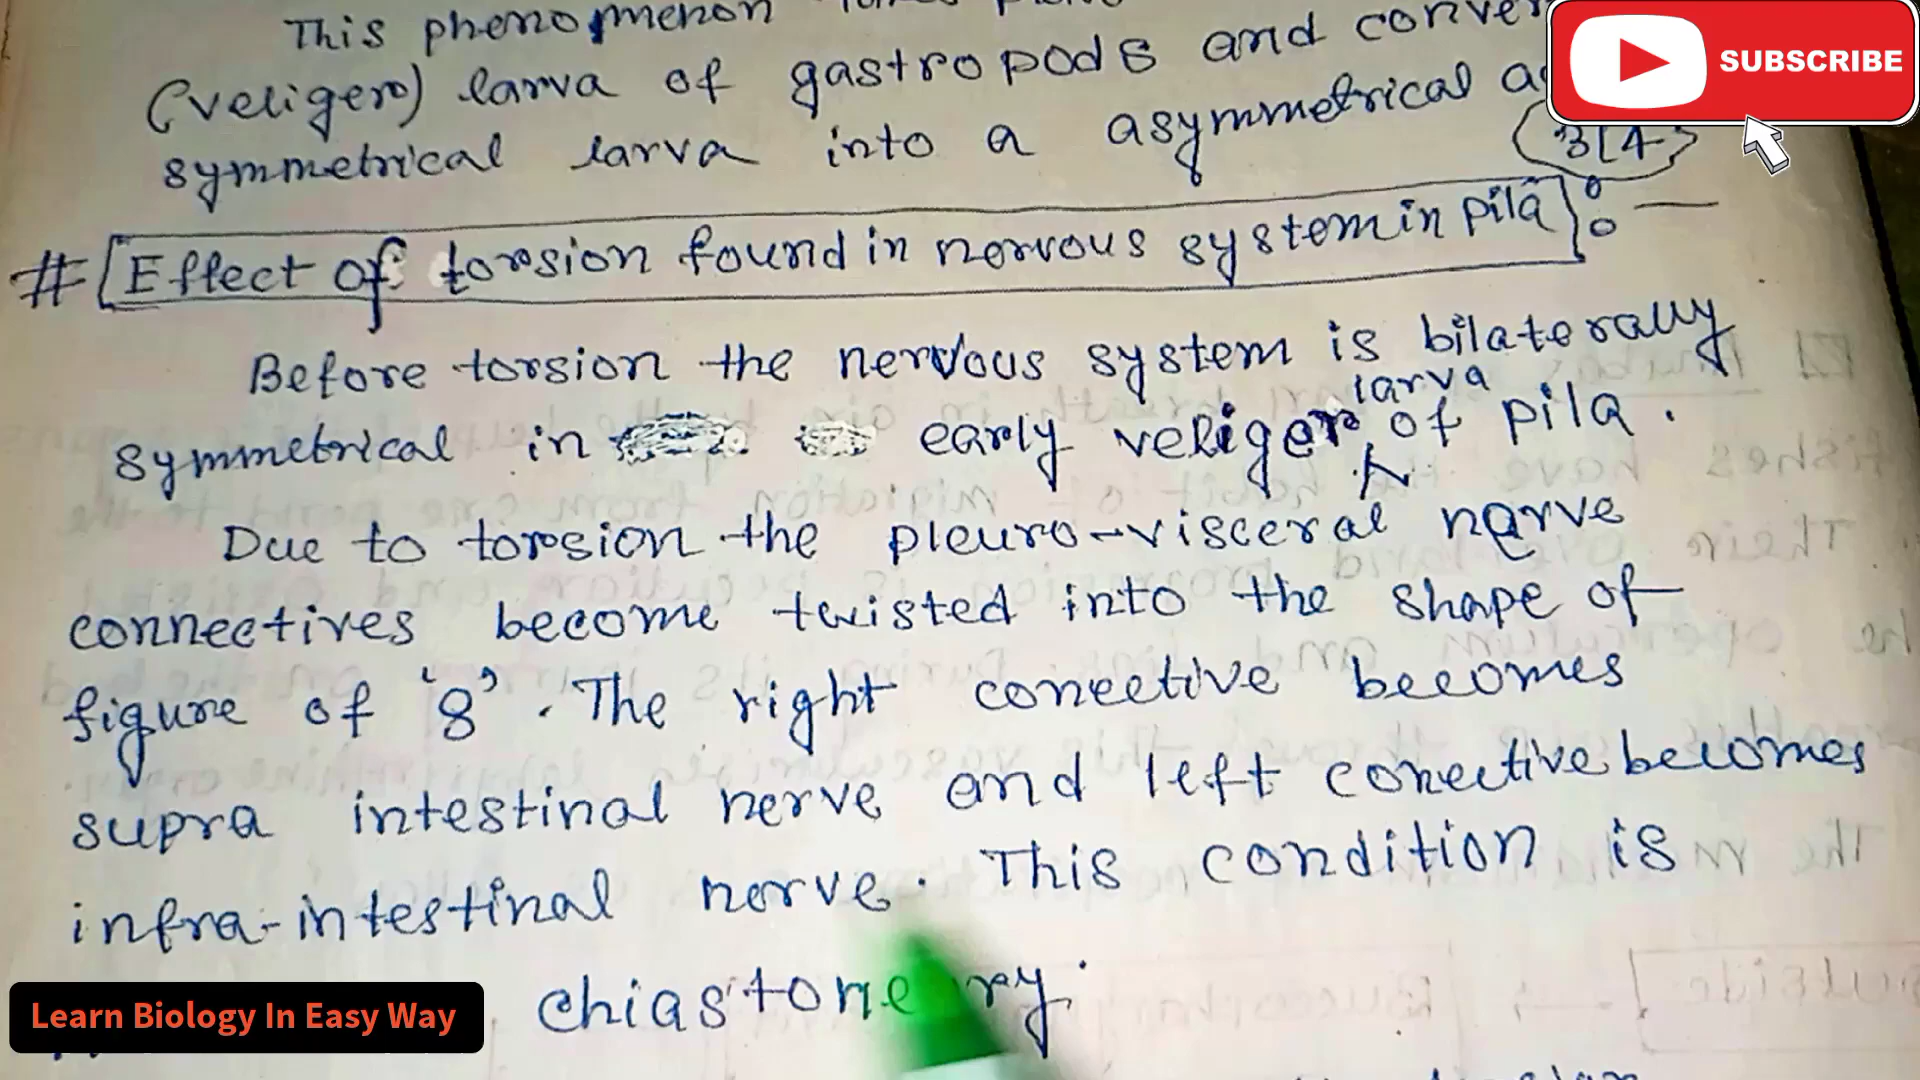 This phenomenon
(veliger) larva of gastropods and conver
SUBSCRIBE
symmetrical larva into a asymmetrical a
3[4
# Effect of torsion found in nervous system in pila :—
Before torsion the nervous system is bilaterally
symmetrical in early veliger larva of pila.
Due to torsion the pleuro-visceral nerve
connectives become twisted into the shape of
figure of '8'. The right conective becomes
supra intestinal nerve and left conective becomes
infra-intestinal nerve. This condition is
chiastone ry.
Learn Biology In Easy Way